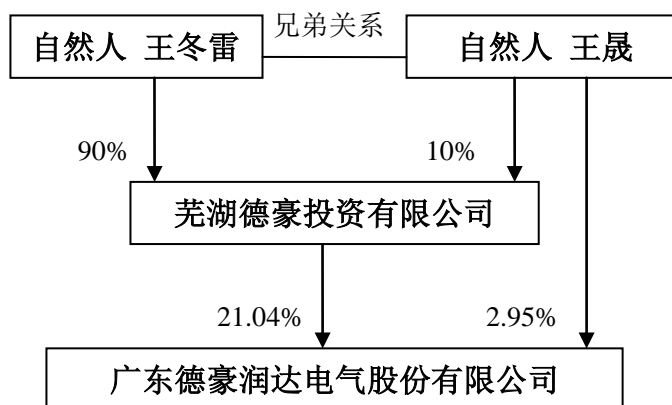 兄弟关系
自然人 王冬雷
自然人 王晟
90%
10%
芜湖德豪投资有限公司
21.04%
2.95%
广东德豪润达电气股份有限公司